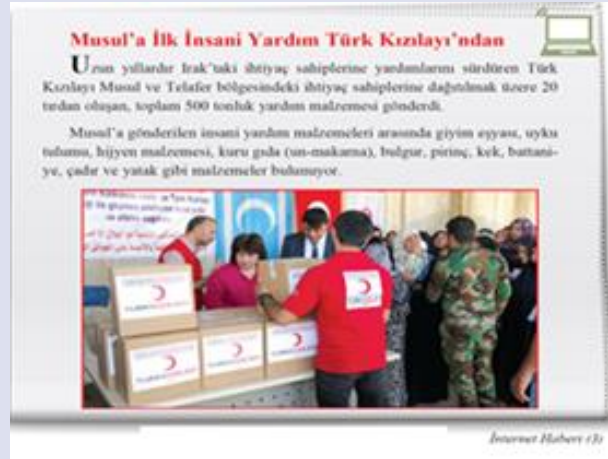 Musul'a İlk İnsani Yardım Türk Kızılayı'ndan
Uzun yıllardır Irak'taki ihtiyaç sahiplerine yardımlarını sürdüren Türk
Kızılayı Musul ve Telafer bölgesindeki ihtiyaç sahiplerine dağıtılmak üzere 20
tırdan oluşan, toplam 500 tonluk yardım malzemesi gönderdi.
Musul'a gönderilen insani yardım malzemeleri arasında giyim eşyası, uyku
tulumu, hijyen malzemesi, kuru gıda (un-makarna), bulgur, pirinç, kek, battani-
ye, çadır ve yatak gibi malzemeler bulunuyor.
İnternet Haberi (3)